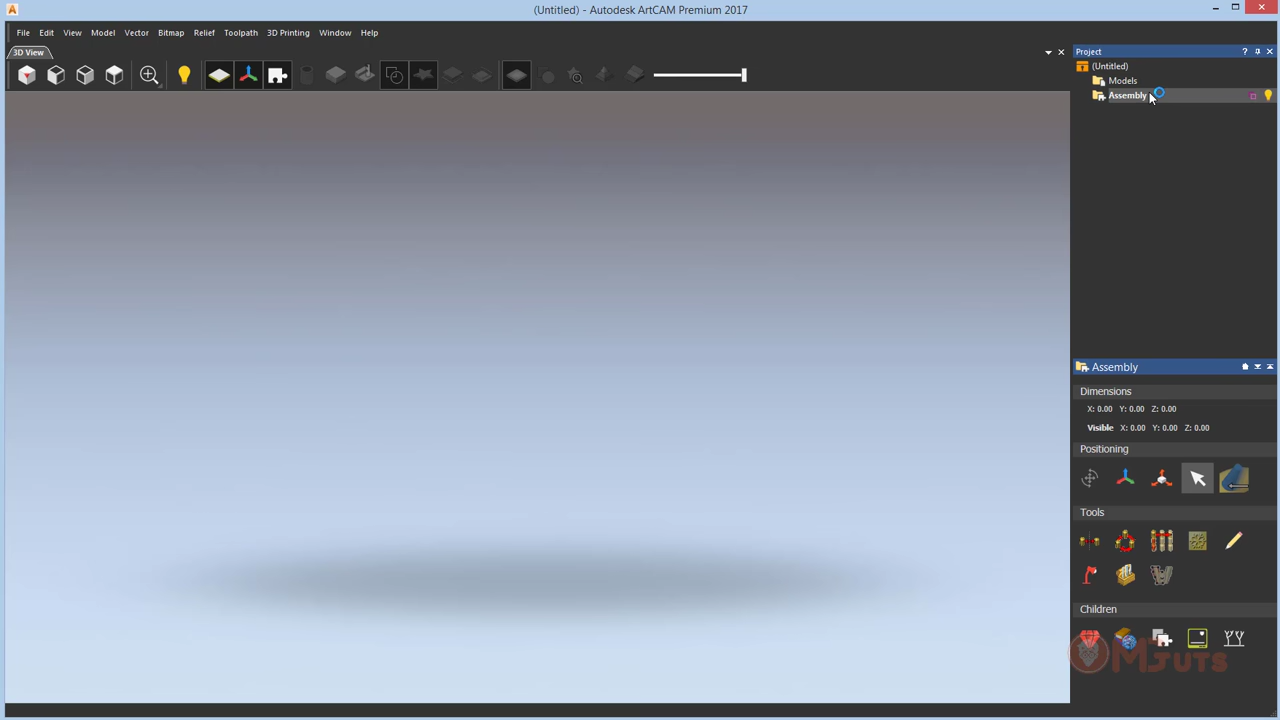 (Untitled) - Autodesk ArtCAM Premium 2017
File Edit View Model Vector Bitmap Relief Toolpath 3D Printing Window Help
3D View
Project
(Untitled)
Models
Assembly
Assembly
Dimensions
X: 0.00 Y: 0.00 Z: 0.00
Visible X: 0.00 Y: 0.00 Z: 0.00
Positioning
Tools
Children
MJUTS